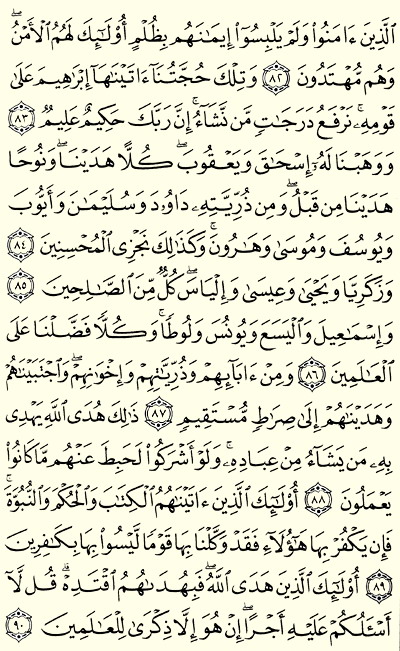 ٱلَّذِينَ ءَامَنُواْ وَلَمْ يَلْبِسُوٓاْ إِيمَٰنَهُم بِظُلْمٍ أُوْلَٰٓئِكَ لَهُمُ ٱلْأَمْنُ
وَهُم مُّهْتَدُونَ ۝٨٢ وَتِلْكَ حُجَّتُنَآ ءَاتَيْنَٰهَآ إِبْرَٰهِيمَ عَلَىٰ
قَوْمِهِۦۚ نَرْفَعُ دَرَجَٰتٍ مَّن نَّشَآءُۗ إِنَّ رَبَّكَ حَكِيمٌ عَلِيمٌ ۝٨٣
وَوَهَبْنَا لَهُۥٓ إِسْحَٰقَ وَيَعْقُوبَۚ كُلًّا هَدَيْنَاۚ وَنُوحًا
هَدَيْنَا مِن قَبْلُۖ وَمِن ذُرِّيَّتِهِۦ دَاوُۥدَ وَسُلَيْمَٰنَ وَأَيُّوبَ
وَيُوسُفَ وَمُوسَىٰ وَهَٰرُونَۚ وَكَذَٰلِكَ نَجْزِى ٱلْمُحْسِنِينَ ۝٨٤
وَزَكَرِيَّا وَيَحْيَىٰ وَعِيسَىٰ وَإِلْيَاسَۖ كُلٌّ مِّنَ ٱلصَّٰلِحِينَ ۝٨٥
وَإِسْمَٰعِيلَ وَٱلْيَسَعَ وَيُونُسَ وَلُوطًاۚ وَكُلًّا فَضَّلْنَا عَلَى
ٱلْعَٰلَمِينَ ۝٨٦ وَمِنْ ءَابَآئِهِمْ وَذُرِّيَّٰتِهِمْ وَإِخْوَٰنِهِمْۖ وَٱجْتَبَيْنَٰهُمْ
وَهَدَيْنَٰهُمْ إِلَىٰ صِرَٰطٍ مُّسْتَقِيمٍ ۝٨٧ ذَٰلِكَ هُدَى ٱللَّهِ يَهْدِى
بِهِۦ مَن يَشَآءُ مِنْ عِبَادِهِۦۚ وَلَوْ أَشْرَكُواْ لَحَبِطَ عَنْهُم مَّا كَانُواْ
يَعْمَلُونَ ۝٨٨ أُوْلَٰٓئِكَ ٱلَّذِينَ ءَاتَيْنَٰهُمُ ٱلْكِتَٰبَ وَٱلْحُكْمَ وَٱلنُّبُوَّةَۚ
فَإِن يَكْفُرْ بِهَا هَٰٓؤُلَآءِ فَقَدْ وَكَّلْنَا بِهَا قَوْمًا لَّيْسُواْ بِهَا بِكَٰفِرِينَ
۝٨٩ أُوْلَٰٓئِكَ ٱلَّذِينَ هَدَى ٱللَّهُۖ فَبِهُدَىٰهُمُ ٱقْتَدِهْۗ قُل لَّآ
أَسْـَٔلُكُمْ عَلَيْهِ أَجْرًاۖ إِنْ هُوَ إِلَّا ذِكْرَىٰ لِلْعَٰلَمِينَ ۝٩٠